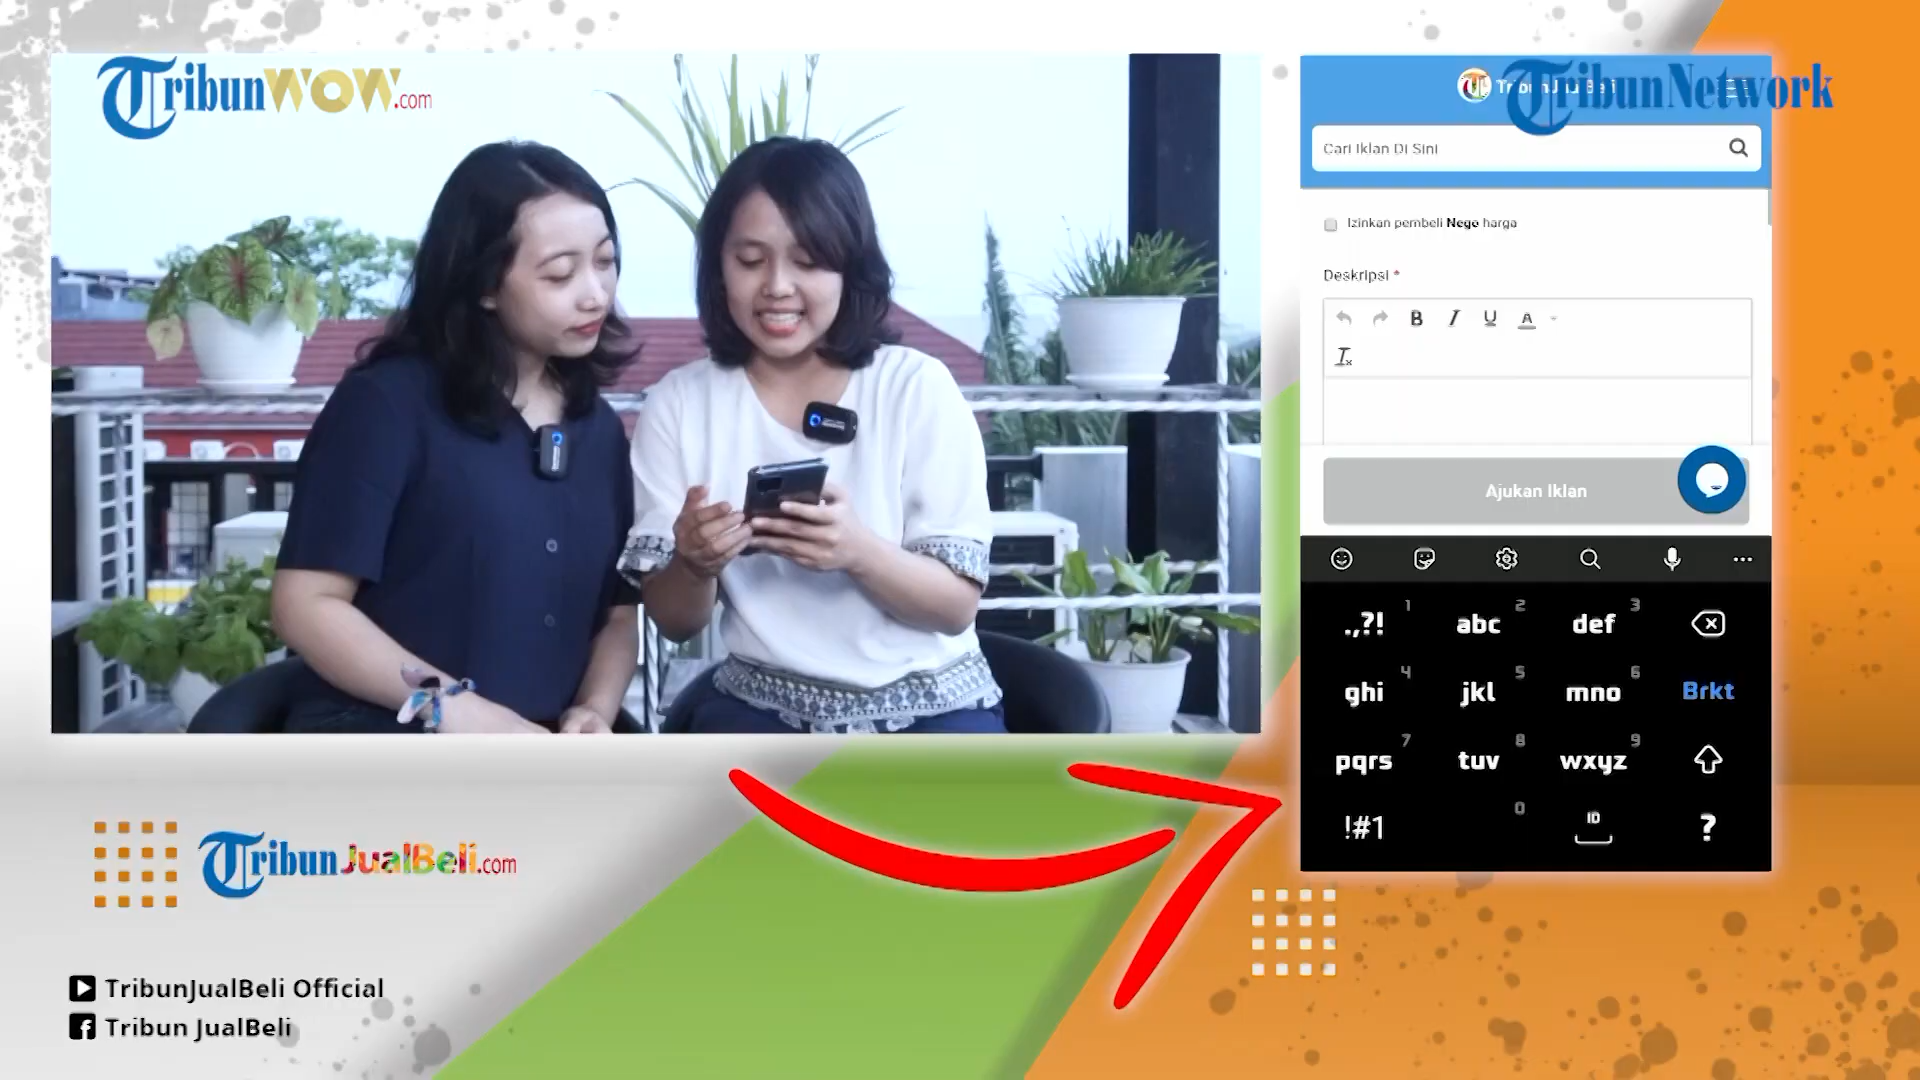 TribunWOW.com
TribunNetwork
Cari Iklan Di Sini
Izinkan pembeli Nego harga
Deskripsi *
B I U A
Ajukan Iklan
.,?! 1 abc 2 def 3
ghi 4 jkl 5 mno 6 Brkt
pqrs 7 tuv 8 wxyz 9
!#1 0 ID ?
TribunJualBeli.com
TribunJualBeli Official
Tribun JualBeli